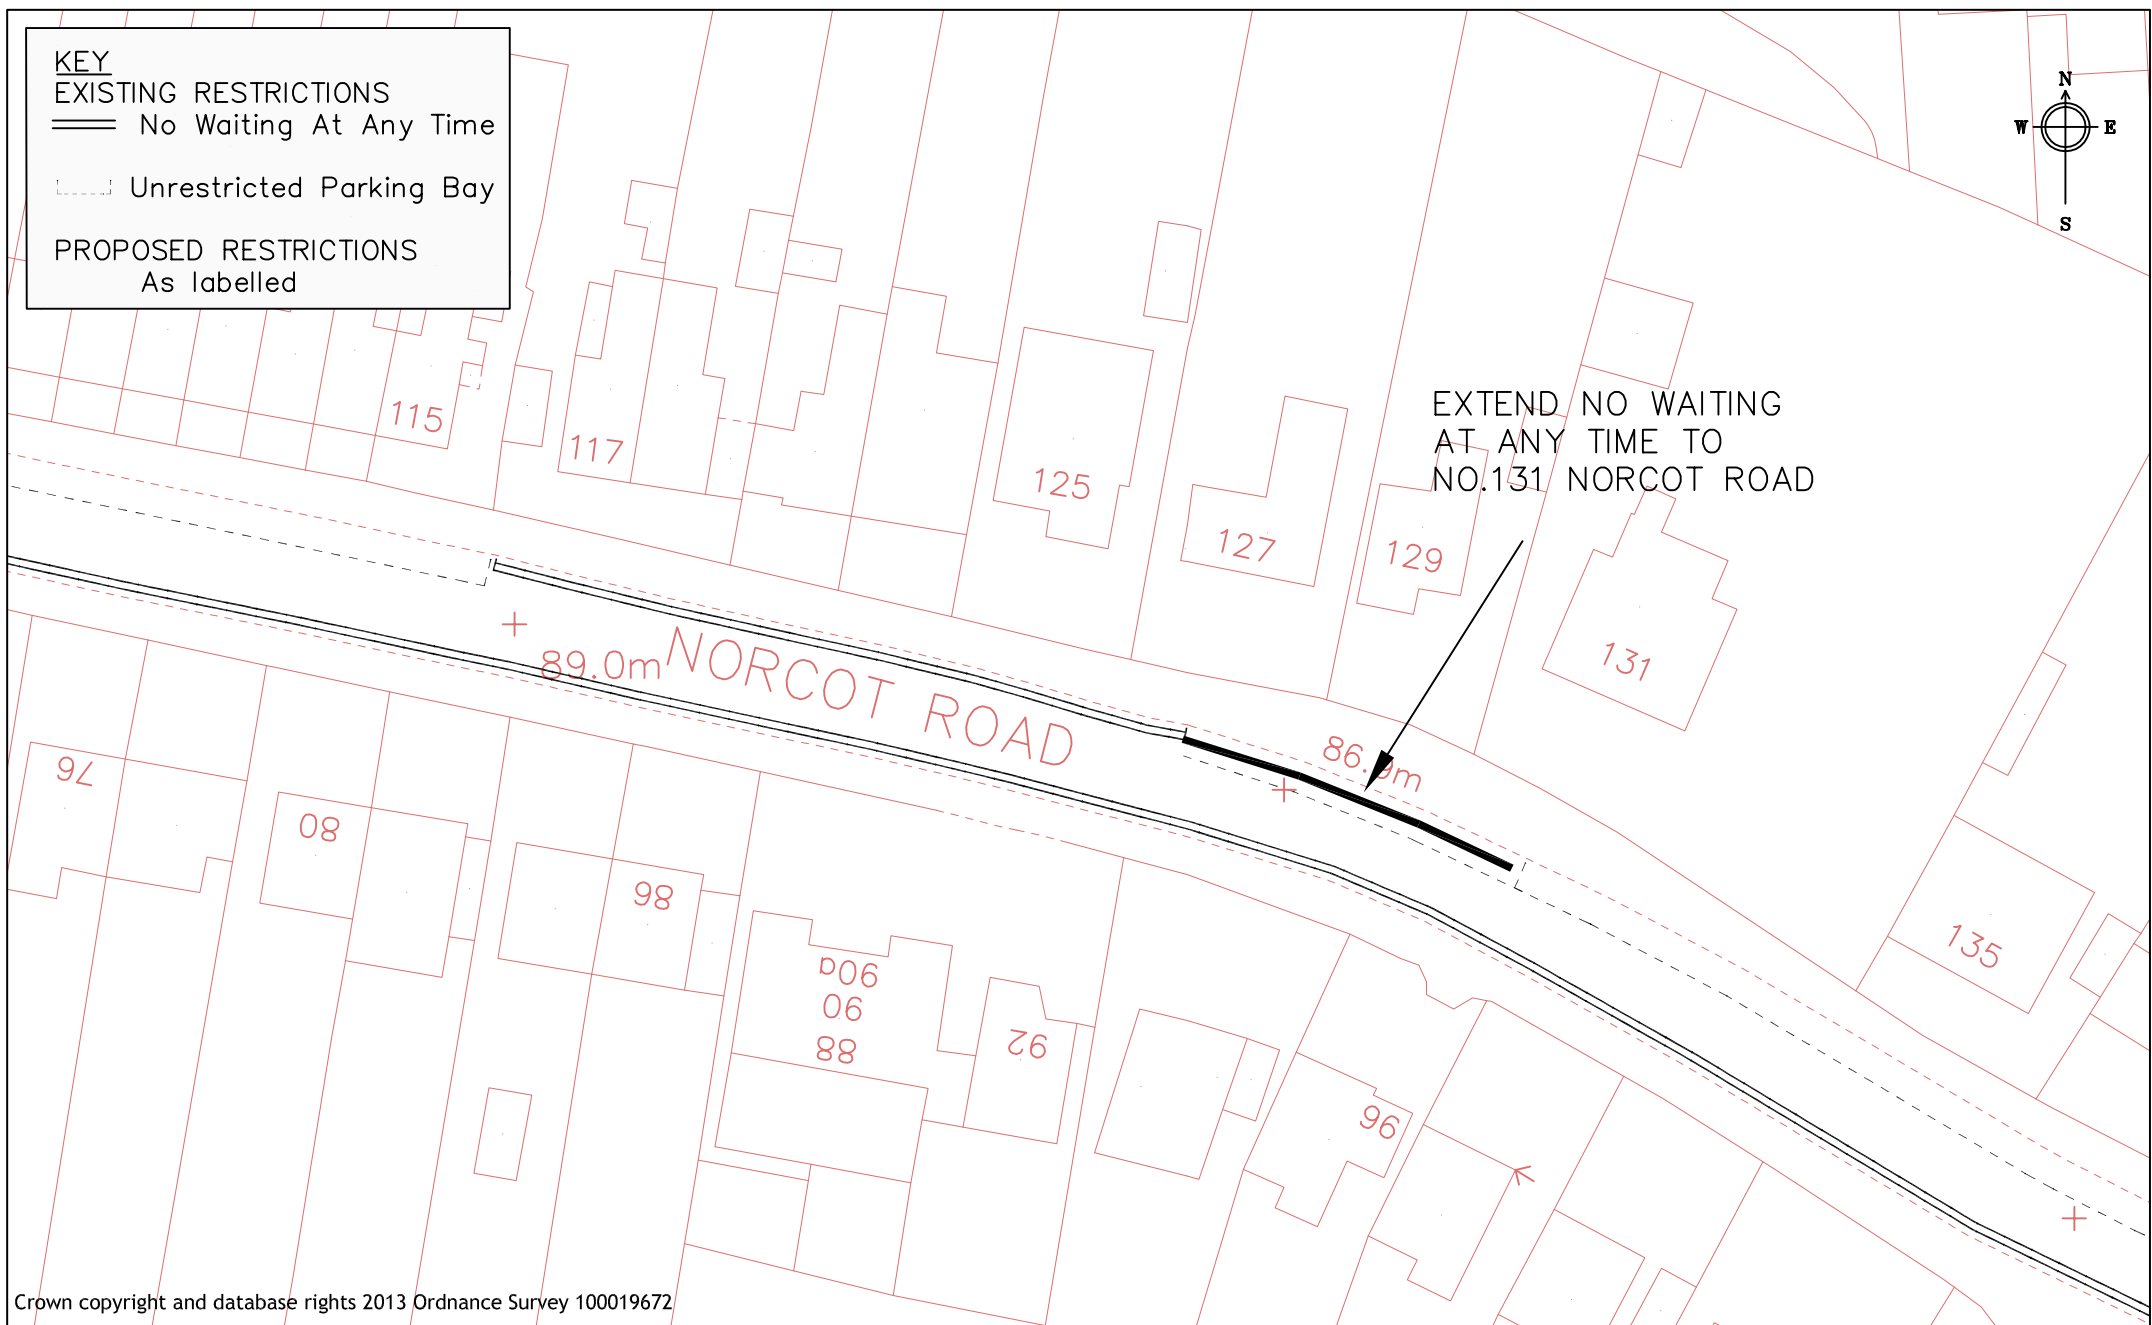 KEY
EXISTING RESTRICTIONS
No Waiting At Any Time
Unrestricted Parking Bay
PROPOSED RESTRICTIONS
As labelled
N
W E
S
EXTEND NO WAITING
AT ANY TIME TO
NO.131 NORCOT ROAD
115
117
125
127
129
131
135
89.0m
NORCOT ROAD
86.9m
76
80
86
90a
90
88
92
96
Crown copyright and database rights 2013 Ordnance Survey 100019672